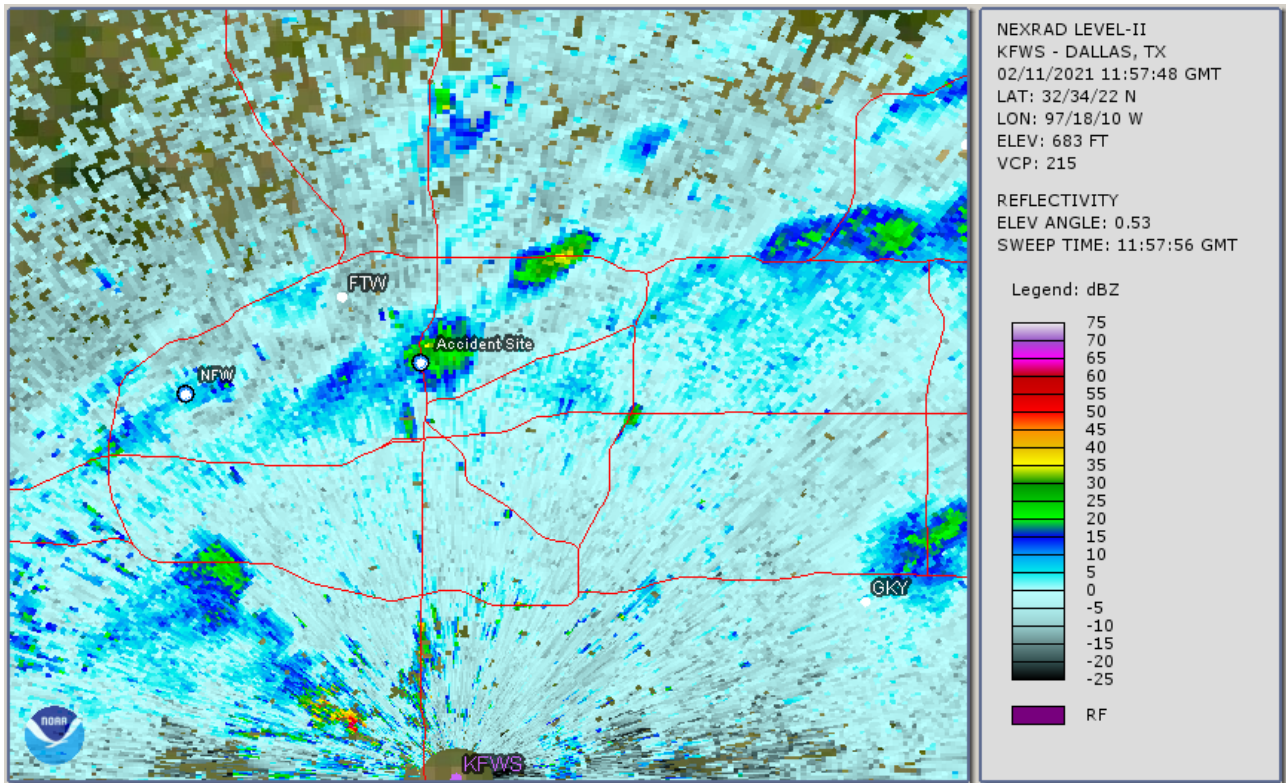 FTW
Accident Site
NFW
GKY
KFWS
NOAA
NEXRAD LEVEL-II
KFWS - DALLAS, TX
02/11/2021 11:57:48 GMT
LAT: 32/34/22 N
LON: 97/18/10 W
ELEV: 683 FT
VCP: 215
REFLECTIVITY
ELEV ANGLE: 0.53
SWEEP TIME: 11:57:56 GMT
Legend: dBZ
75
70
65
60
55
50
45
40
35
30
25
20
15
10
5
0
-5
-10
-15
-20
-25
RF